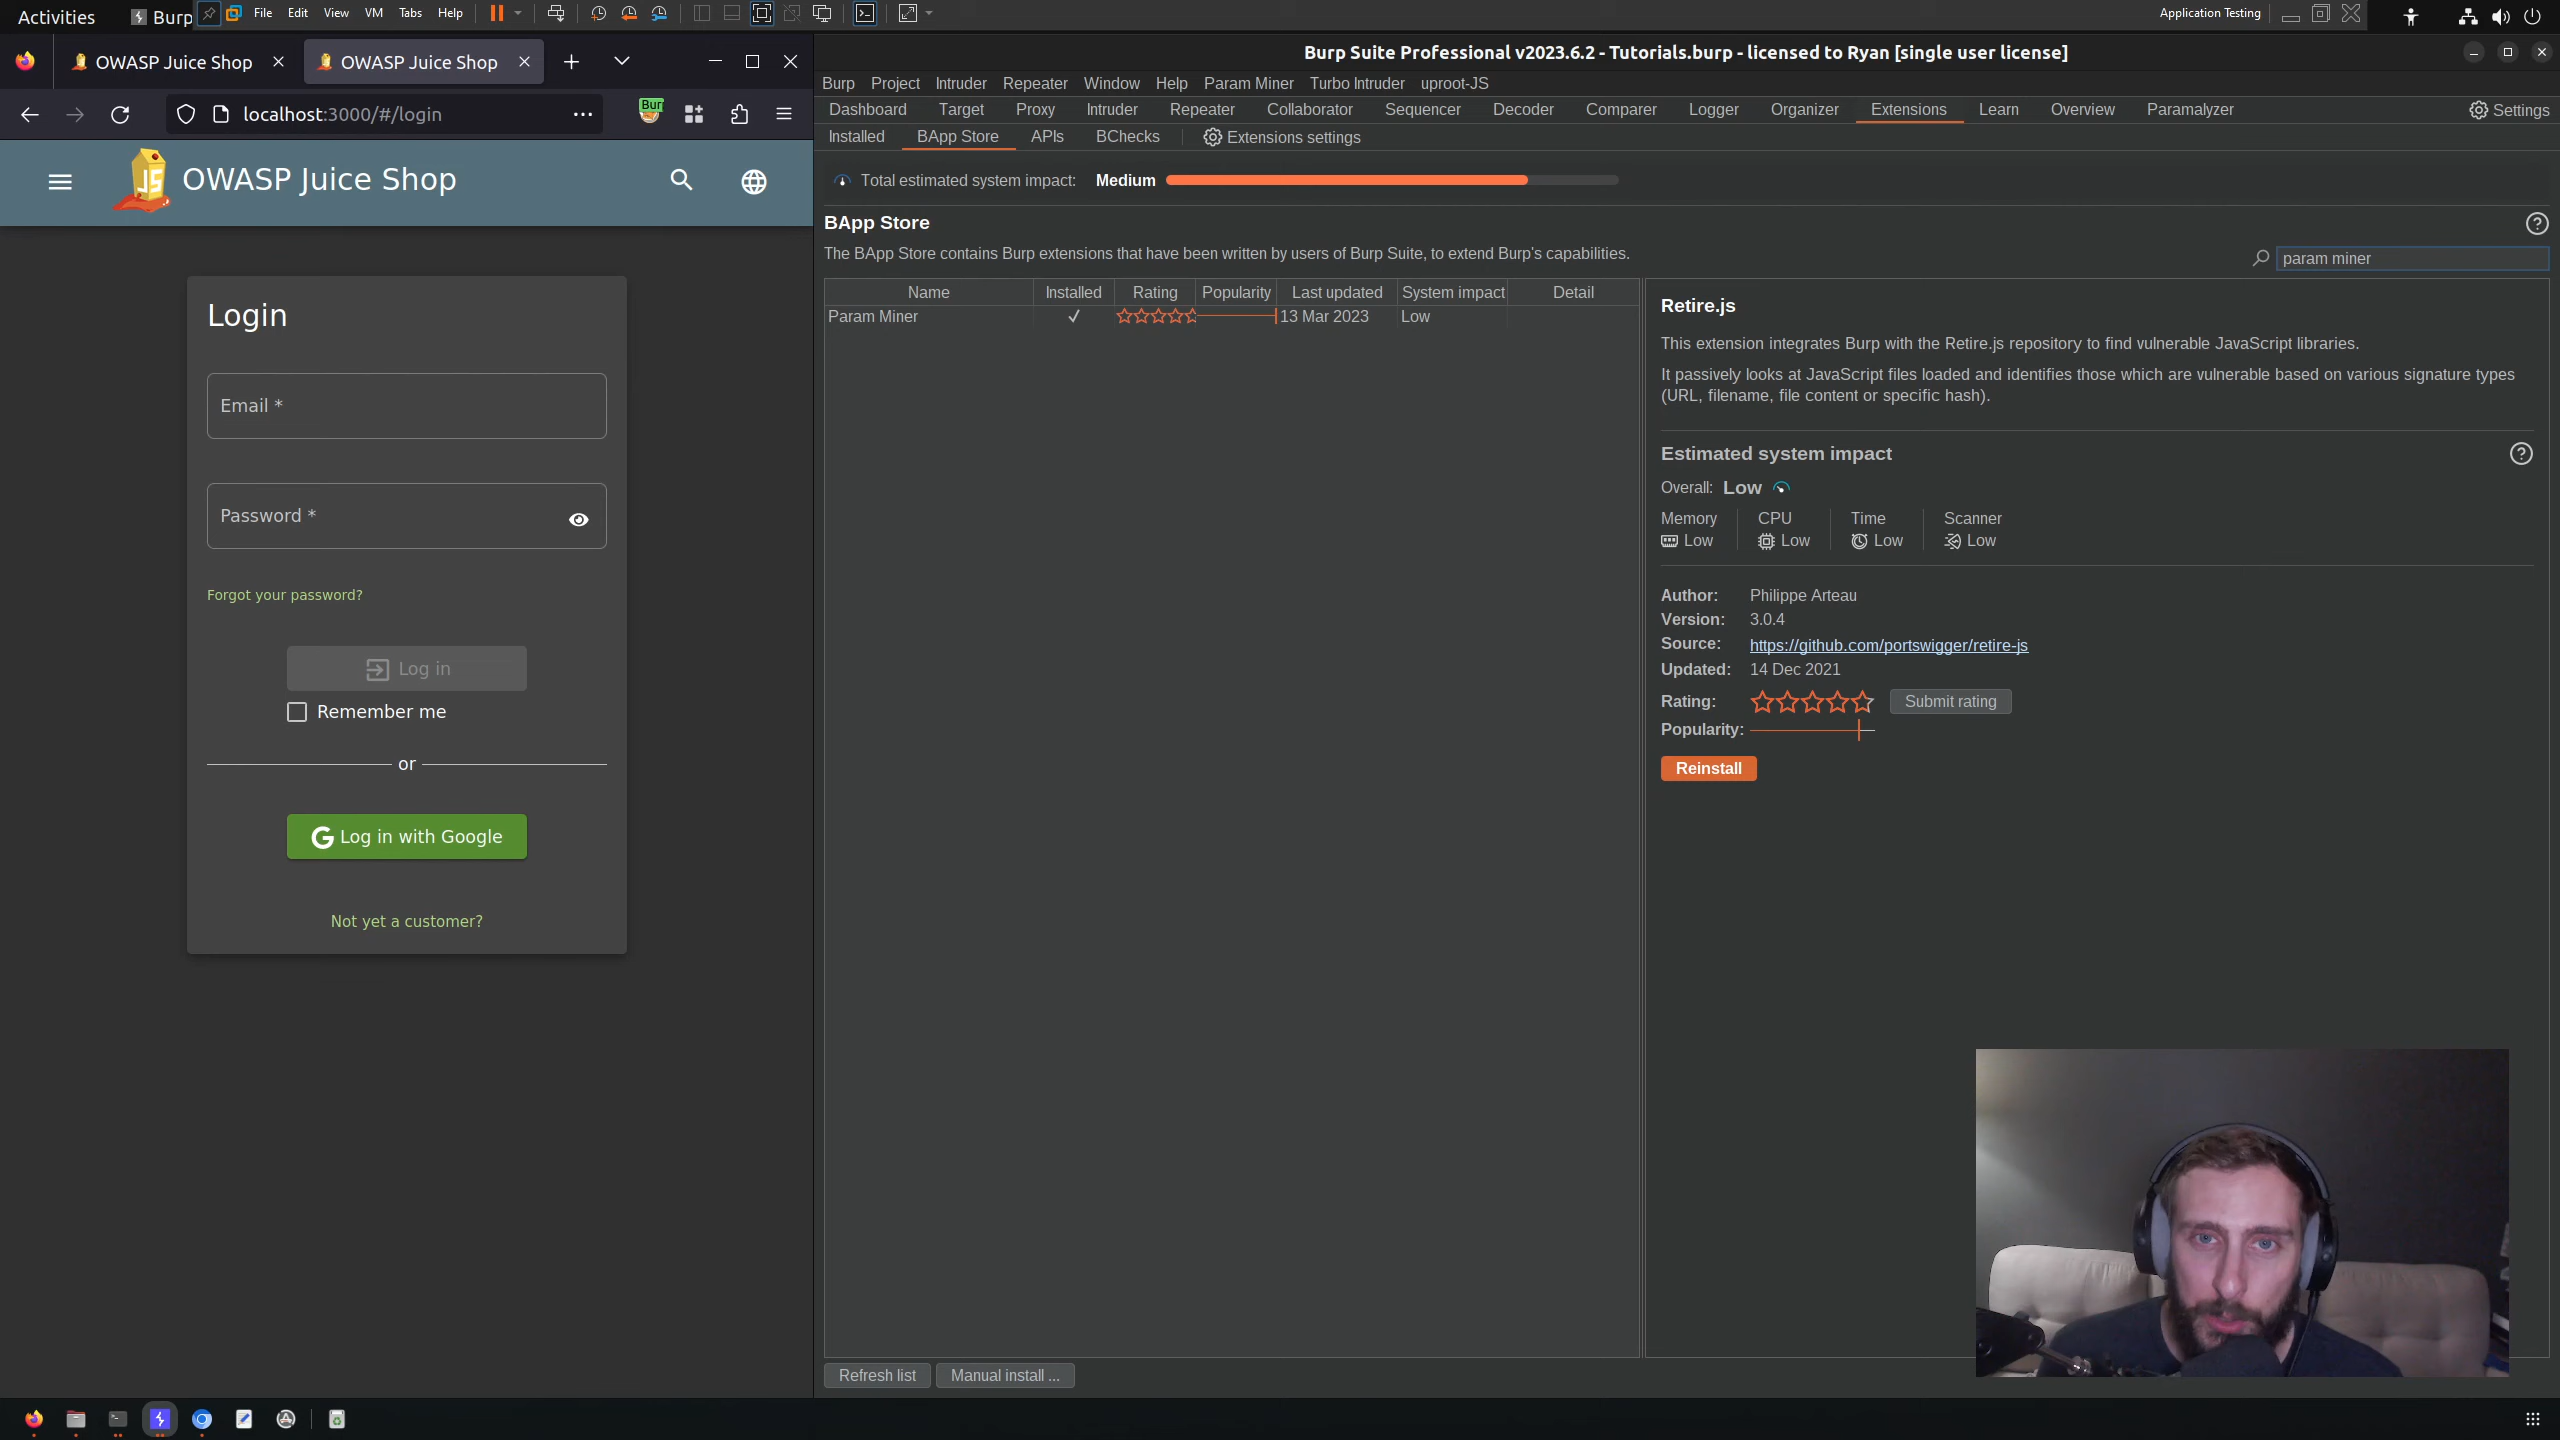 Activities
Burp
File Edit View VM Tabs Help
Application Testing
OWASP Juice Shop
OWASP Juice Shop
localhost:3000/#/login
Bur
OWASP Juice Shop
Login
Email *
Password *
Forgot your password?
Log in
Remember me
or
Log in with Google
Not yet a customer?
Burp Suite Professional v2023.6.2 - Tutorials.burp - licensed to Ryan [single user license]
Burp Project Intruder Repeater Window Help Param Miner Turbo Intruder uproot-JS
Dashboard Target Proxy Intruder Repeater Collaborator Sequencer Decoder Comparer Logger Organizer Extensions Learn Overview Paramalyzer Settings
Installed BApp Store APIs BChecks Extensions settings
Total estimated system impact: Medium
BApp Store
The BApp Store contains Burp extensions that have been written by users of Burp Suite, to extend Burp's capabilities.
param miner
Name Installed Rating Popularity Last updated System impact Detail
Param Miner 13 Mar 2023 Low
Retire.js
This extension integrates Burp with the Retire.js repository to find vulnerable JavaScript libraries.
It passively looks at JavaScript files loaded and identifies those which are vulnerable based on various signature types
(URL, filename, file content or specific hash).
Estimated system impact
Overall: Low
Memory CPU Time Scanner
Low Low Low Low
Author: Philippe Arteau
Version: 3.0.4
Source: https://github.com/portswigger/retire-js
Updated: 14 Dec 2021
Rating: Submit rating
Popularity:
Reinstall
Refresh list Manual install ...